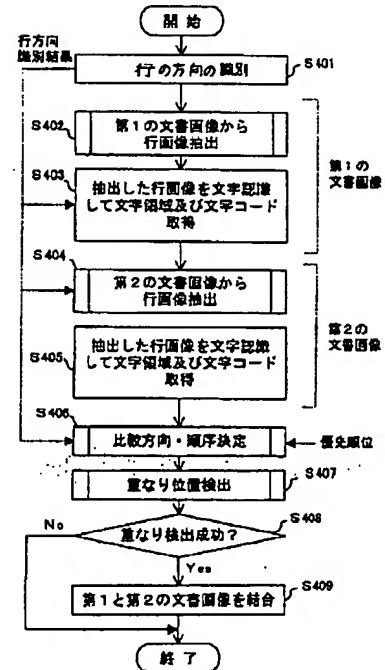 開始
行方向
識別結果
行の方向の識別
S401
S402
第1の文書画像から
行画像抽出
S403
抽出した行画像を文字認識
して文字領域及び文字コード
取得
第1の
文書画像
S404
第2の文書画像から
行画像抽出
S405
抽出した行画像を文字認識
して文字領域及び文字コード
取得
第2の
文書画像
S406
比較方向・順序決定
優先順位
重なり位置検出
S407
No
重なり検出成功?
S408
Yes
第1と第2の文書画像を結合
S409
終了